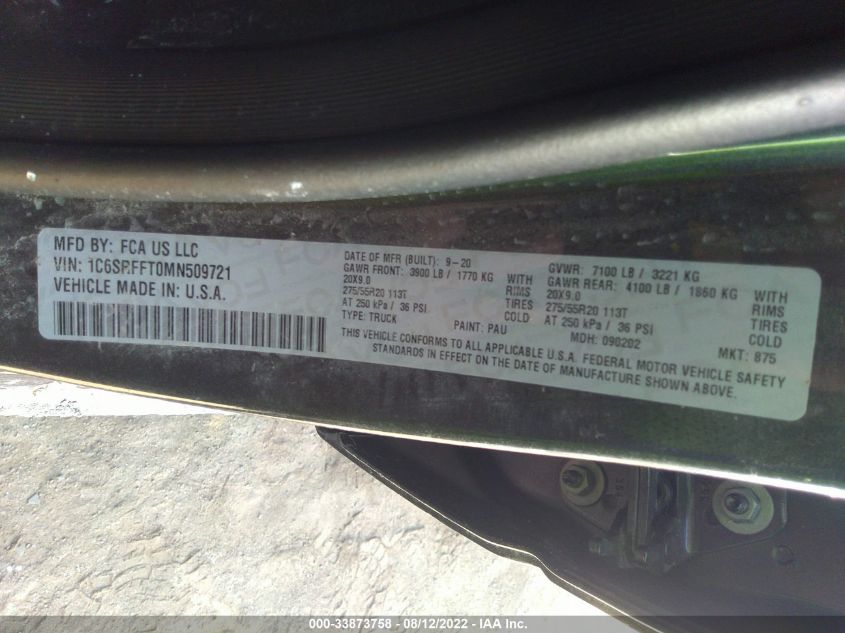 MFD BY: FCA US LLC
VIN: 1C6SRFFT0MN509721
VEHICLE MADE IN: U.S.A.
DATE OF MFR (BUILT): 9-20
GAWR FRONT: 3900 LB / 1770 KG WITH
20X9.0 RIMS
275/55R20 113T TIRES
AT 250 kPa / 36 PSI COLD
TYPE: TRUCK PAINT: PAU
GVWR: 7100 LB / 3221 KG
GAWR REAR: 4100 LB / 1860 KG WITH
20X9.0 RIMS
275/55R20 113T TIRES
AT 250 kPa / 36 PSI COLD
MDH: 090202 MKT: 875
THIS VEHICLE CONFORMS TO ALL APPLICABLE U.S.A. FEDERAL MOTOR VEHICLE SAFETY
STANDARDS IN EFFECT ON THE DATE OF MANUFACTURE SHOWN ABOVE.
000-33873758 - 08/12/2022 - IAA Inc.